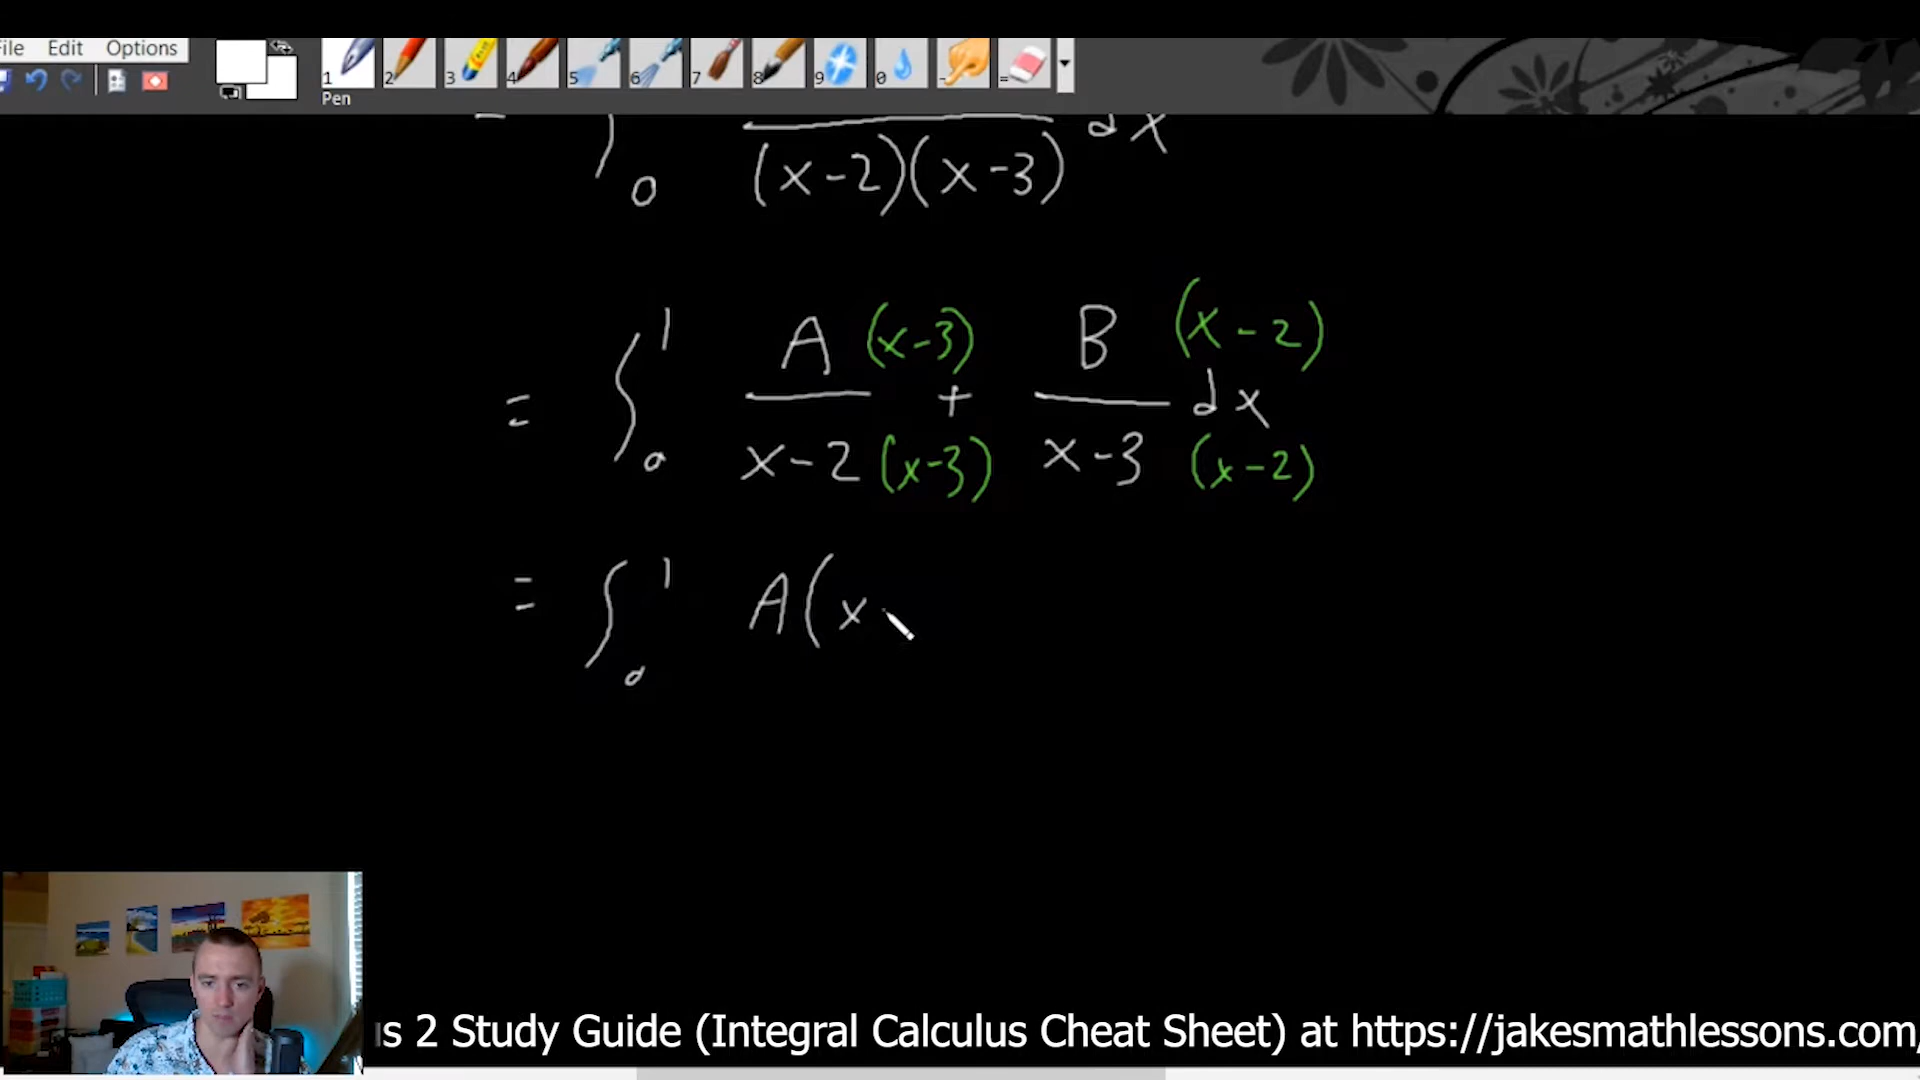 File Edit Options
1 2 3 4 5 6 7 8 9 0 - =
Pen
= ∫ 0 dx
(x-2)(x-3)
A (x-3) B (x-2)
= ∫ 0 1 + dx
x-2 (x-3) x-3 (x-2)
= ∫ 0 1 A(x
us 2 Study Guide (Integral Calculus Cheat Sheet) at https://jakesmathlessons.com/